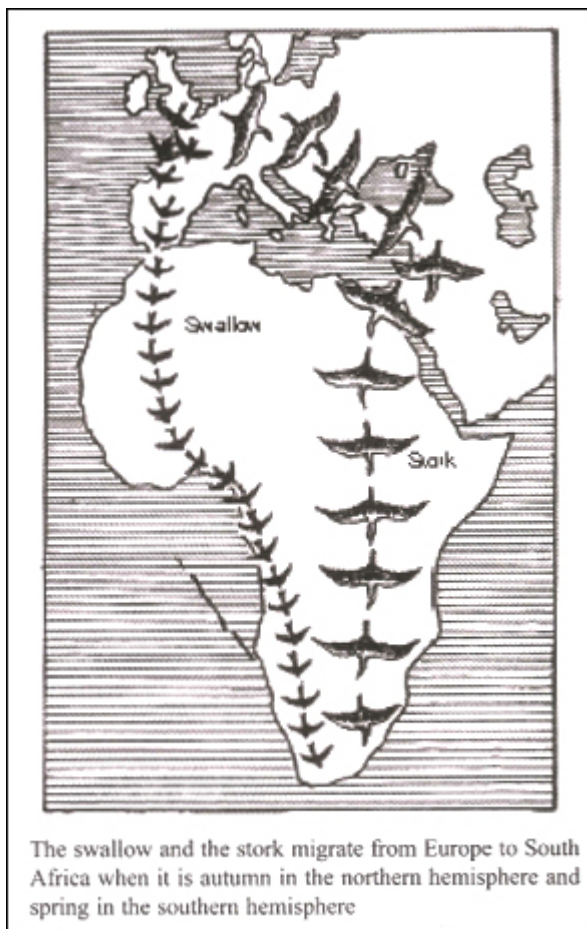 Swallow
Stork
The swallow and the stork migrate from Europe to South
Africa when it is autumn in the northern hemisphere and
spring in the southern hemisphere